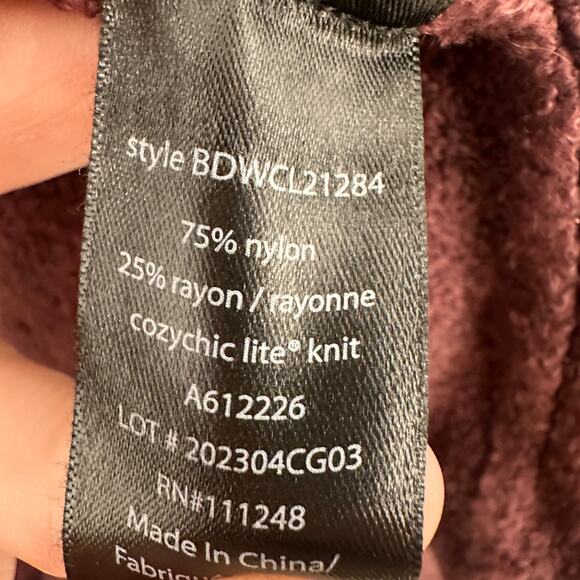 style BDWCL21284
75% nylon
25% rayon / rayonne
cozychic lite® knit
A612226
LOT # 202304CG03
RN#111248
Made In China/